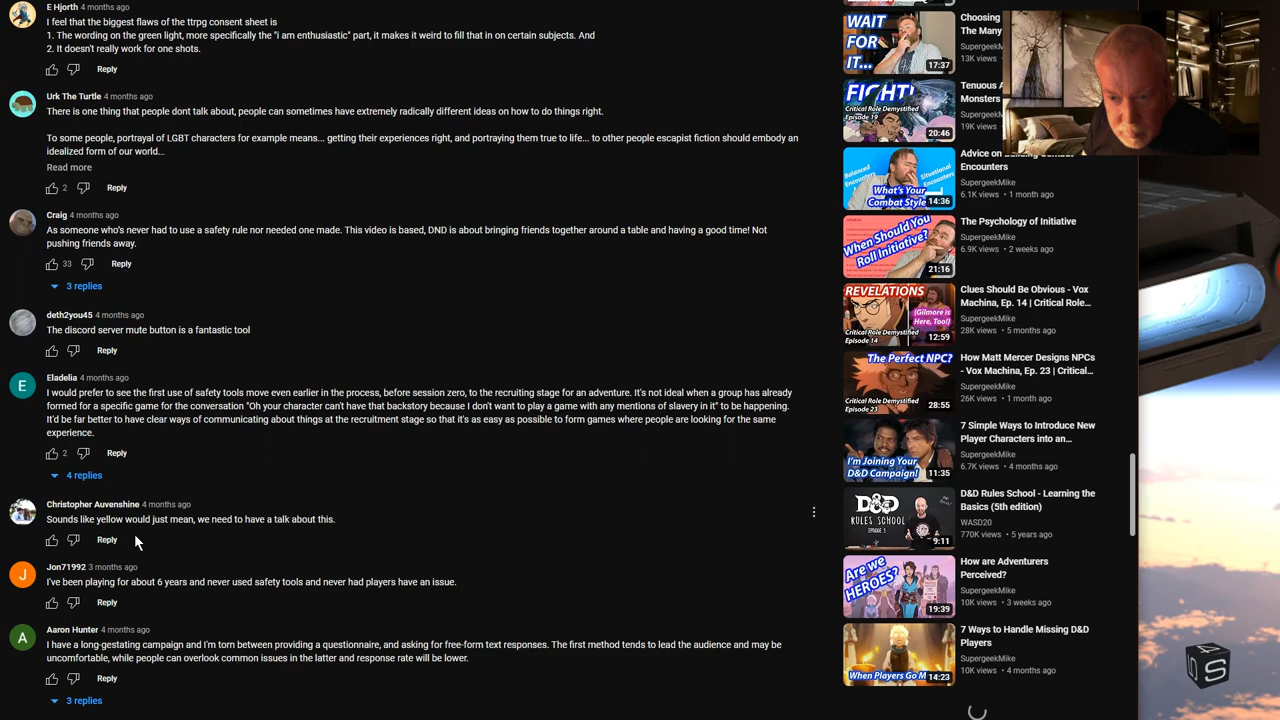 E Hjorth 4 months ago
I feel that the biggest flaws of the ttrpg consent sheet is
1. The wording on the green light, more specifically the "i am enthusiastic" part, it makes it weird to fill that in on certain subjects. And
2. It doesn't really work for one shots.
Reply
Urk The Turtle 4 months ago
There is one thing that people don't often talk about, people can sometimes have extremely radically different ideas on how to do things right.
To some people, portrayal of LGBT characters for example means... getting their experiences right, and portraying them true to life... to other people escapist fiction should embody an
idealized form of our world...
Read more
2 Reply
Craig 4 months ago
As someone who's never had to use a safety rule nor needed one made. This video is based, DND is about bringing friends together around a table and having a good time! Not
pushing friends away.
33 Reply
3 replies
deth2you45 4 months ago
The discord server mute button is a fantastic tool
Reply
Eladelia 4 months ago
I would prefer to see the first use of safety tools move even earlier in the process, before session zero, to the recruiting stage for an adventure. It's not ideal when a group has already
formed for a specific game for the conversation "Oh your character can't have that backstory because I don't want to play a game with any mentions of slavery in it" to be happening.
It'd be far better to have clear ways of communicating about things at the recruitment stage so that it's as easy as possible to form games where people are looking for the same
experience.
2 Reply
4 replies
Christopher Auvenshine 4 months ago
Sounds like yellow would just mean, we need to have a talk about this.
Reply
Jon71992 3 months ago
I've been playing for about 6 years and never used safety tools and never had players have an issue.
Reply
Aaron Hunter 4 months ago
I have a long-gestating campaign and I'm torn between providing a questionnaire, and asking for free-form text responses. The first method tends to lead the audience and may be
uncomfortable, while people can overlook common issues in the latter and response rate will be lower.
Reply
3 replies
WAIT
FOR
IT...
17:37
Choosing
The Many
SupergeekMike
13K views
FIGHT!
Critical Role Demystified
Episode 19
20:46
Tenuous
Monsters
SupergeekMike
19K views
Balanced
Encounters
Situational
Encounters
What's Your
Combat Style
14:36
Advice on Building Combat
Encounters
SupergeekMike
6.1K views • 1 month ago
When Should You
Roll Initiative?
21:16
The Psychology of Initiative
SupergeekMike
6.9K views • 2 weeks ago
REVELATIONS
(Gilmore is
Here, Too!)
Critical Role Demystified
Episode 14
12:59
Clues Should Be Obvious - Vox
Machina, Ep. 14 | Critical Role...
SupergeekMike
28K views • 5 months ago
The Perfect NPC?
Critical Role Demystified
Episode 23
28:55
How Matt Mercer Designs NPCs
- Vox Machina, Ep. 23 | Critical...
SupergeekMike
26K views • 1 month ago
I'm Joining Your
D&D Campaign!
11:35
7 Simple Ways to Introduce New
Player Characters into an...
SupergeekMike
6.7K views • 4 months ago
D&D
RULES SCHOOL
EPISODE 1
9:11
D&D Rules School - Learning the
Basics (5th edition)
WASD20
770K views • 5 years ago
Are we
HEROES?
19:39
How are Adventurers
Perceived?
SupergeekMike
10K views • 3 weeks ago
When Players Go M
14:23
7 Ways to Handle Missing D&D
Players
SupergeekMike
10K views • 4 months ago